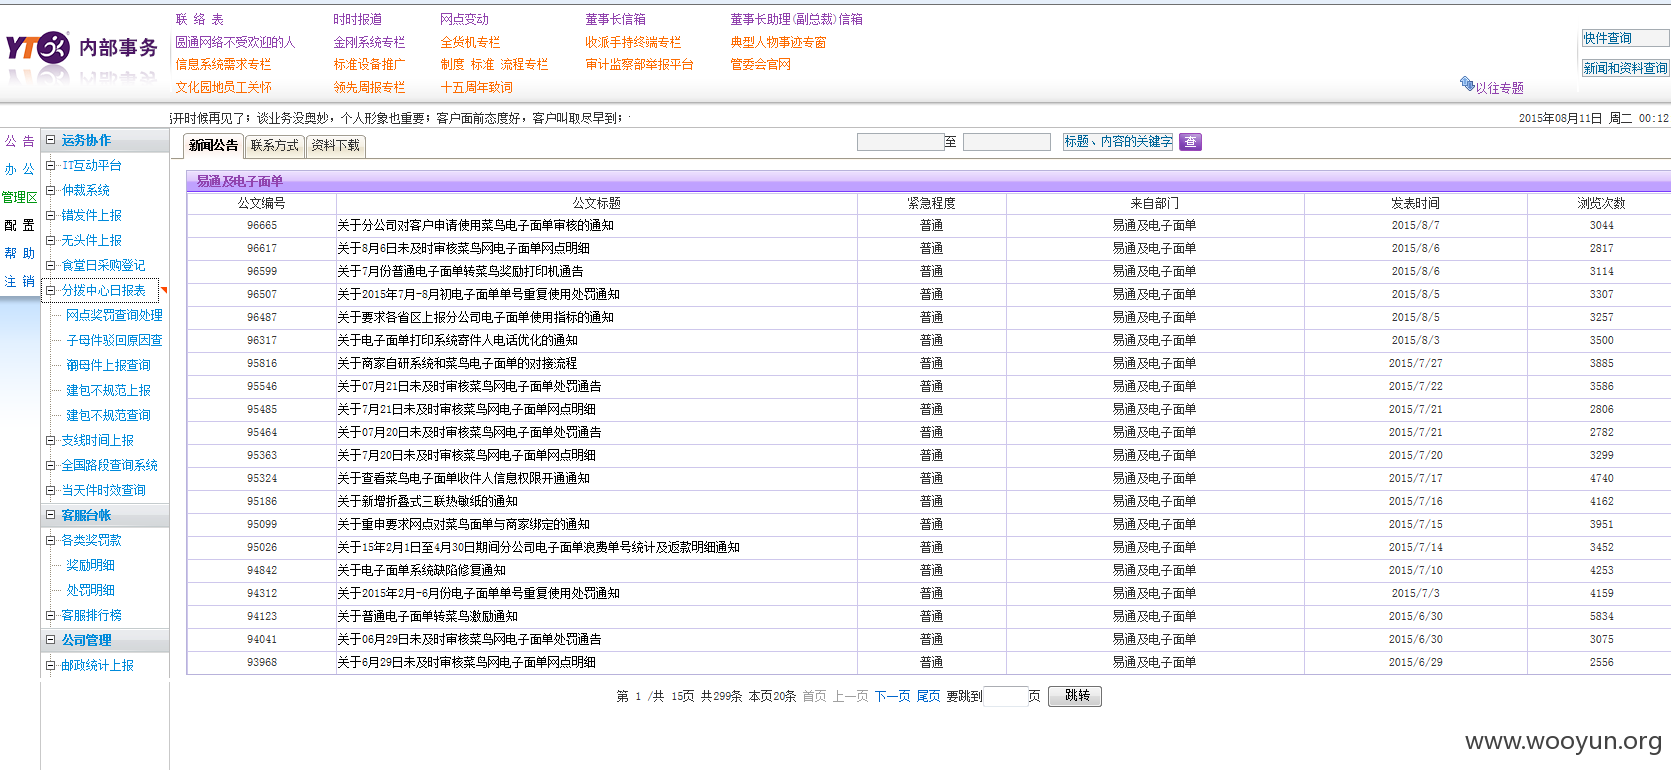 YTO 内部事务
联 络 表 时时报道 网点变动 董事长信箱 董事长助理(副总裁)信箱
圆通网络不受欢迎的人 金刚系统专栏 全货机专栏 收派手持终端专栏 典型人物事迹专窗
信息系统需求专栏 标准设备推广 制度 标准 流程专栏 审计监察部举报平台 管委会官网
文化园地员工关怀 领先周报专栏 十五周年致词
快件查询
新闻和资料查询
以往专题
开时候再见了；谈业务没奥妙，个人形象也重要；客户面前态度好，客户叫取尽早到；
2015年08月11日 周二 00:12
公 告
办 公
管理区
配 置
帮 助
注 销
运务协作
IT互动平台
仲裁系统
错发件上报
无头件上报
食堂日采购登记
分拨中心日报表
网点奖罚查询处理
子母件驳回原因查
御母件上报查询
建包不规范上报
建包不规范查询
支线时间上报
全国路段查询系统
当天件时效查询
客服台帐
各类奖罚款
奖励明细
处罚明细
客服排行榜
公司管理
邮政统计上报
新闻公告 联系方式 资料下载
至 标题、内容的关键字 查
易通及电子面单
公文编号 公文标题 紧急程度 来自部门 发表时间 浏览次数
96665 关于分公司对客户申请使用菜鸟电子面单审核的通知 普通 易通及电子面单 2015/8/7 3044
96617 关于8月6日未及时审核菜鸟网电子面单网点明细 普通 易通及电子面单 2015/8/6 2817
96599 关于7月份普通电子面单转菜鸟奖励打印机通告 普通 易通及电子面单 2015/8/6 3114
96507 关于2015年7月-8月初电子面单单号重复使用处罚通知 普通 易通及电子面单 2015/8/5 3307
96487 关于要求各省区上报分公司电子面单使用指标的通知 普通 易通及电子面单 2015/8/5 3257
96317 关于电子面单打印系统寄件人电话优化的通知 普通 易通及电子面单 2015/8/3 3500
95816 关于商家自研系统和菜鸟电子面单的对接流程 普通 易通及电子面单 2015/7/27 3885
95546 关于07月21日未及时审核菜鸟网电子面单处罚通告 普通 易通及电子面单 2015/7/22 3586
95485 关于7月21日未及时审核菜鸟网电子面单网点明细 普通 易通及电子面单 2015/7/21 2806
95464 关于07月20日未及时审核菜鸟网电子面单处罚通告 普通 易通及电子面单 2015/7/21 2782
95363 关于7月20日未及时审核菜鸟网电子面单网点明细 普通 易通及电子面单 2015/7/20 3299
95324 关于查看菜鸟电子面单收件人信息权限开通通知 普通 易通及电子面单 2015/7/17 4740
95186 关于新增折叠式三联热敏纸的通知 普通 易通及电子面单 2015/7/16 4162
95099 关于重申要求网点对菜鸟面单与商家绑定的通知 普通 易通及电子面单 2015/7/15 3951
95026 关于15年2月1日至4月30日期间分公司电子面单浪费单号统计及返款明细通知 普通 易通及电子面单 2015/7/14 3452
94842 关于电子面单系统缺陷修复通知 普通 易通及电子面单 2015/7/10 4253
94312 关于2015年2月-6月份电子面单单号重复使用处罚通知 普通 易通及电子面单 2015/7/3 4159
94123 关于普通电子面单转菜鸟激励通知 普通 易通及电子面单 2015/6/30 5834
94041 关于06月29日未及时审核菜鸟网电子面单处罚通告 普通 易通及电子面单 2015/6/30 3075
93968 关于6月29日未及时审核菜鸟网电子面单网点明细 普通 易通及电子面单 2015/6/29 2556
第 1 /共 15页 共299条 本页20条 首页 上一页 下一页 尾页 要跳到 页 跳转
www.wooyun.org